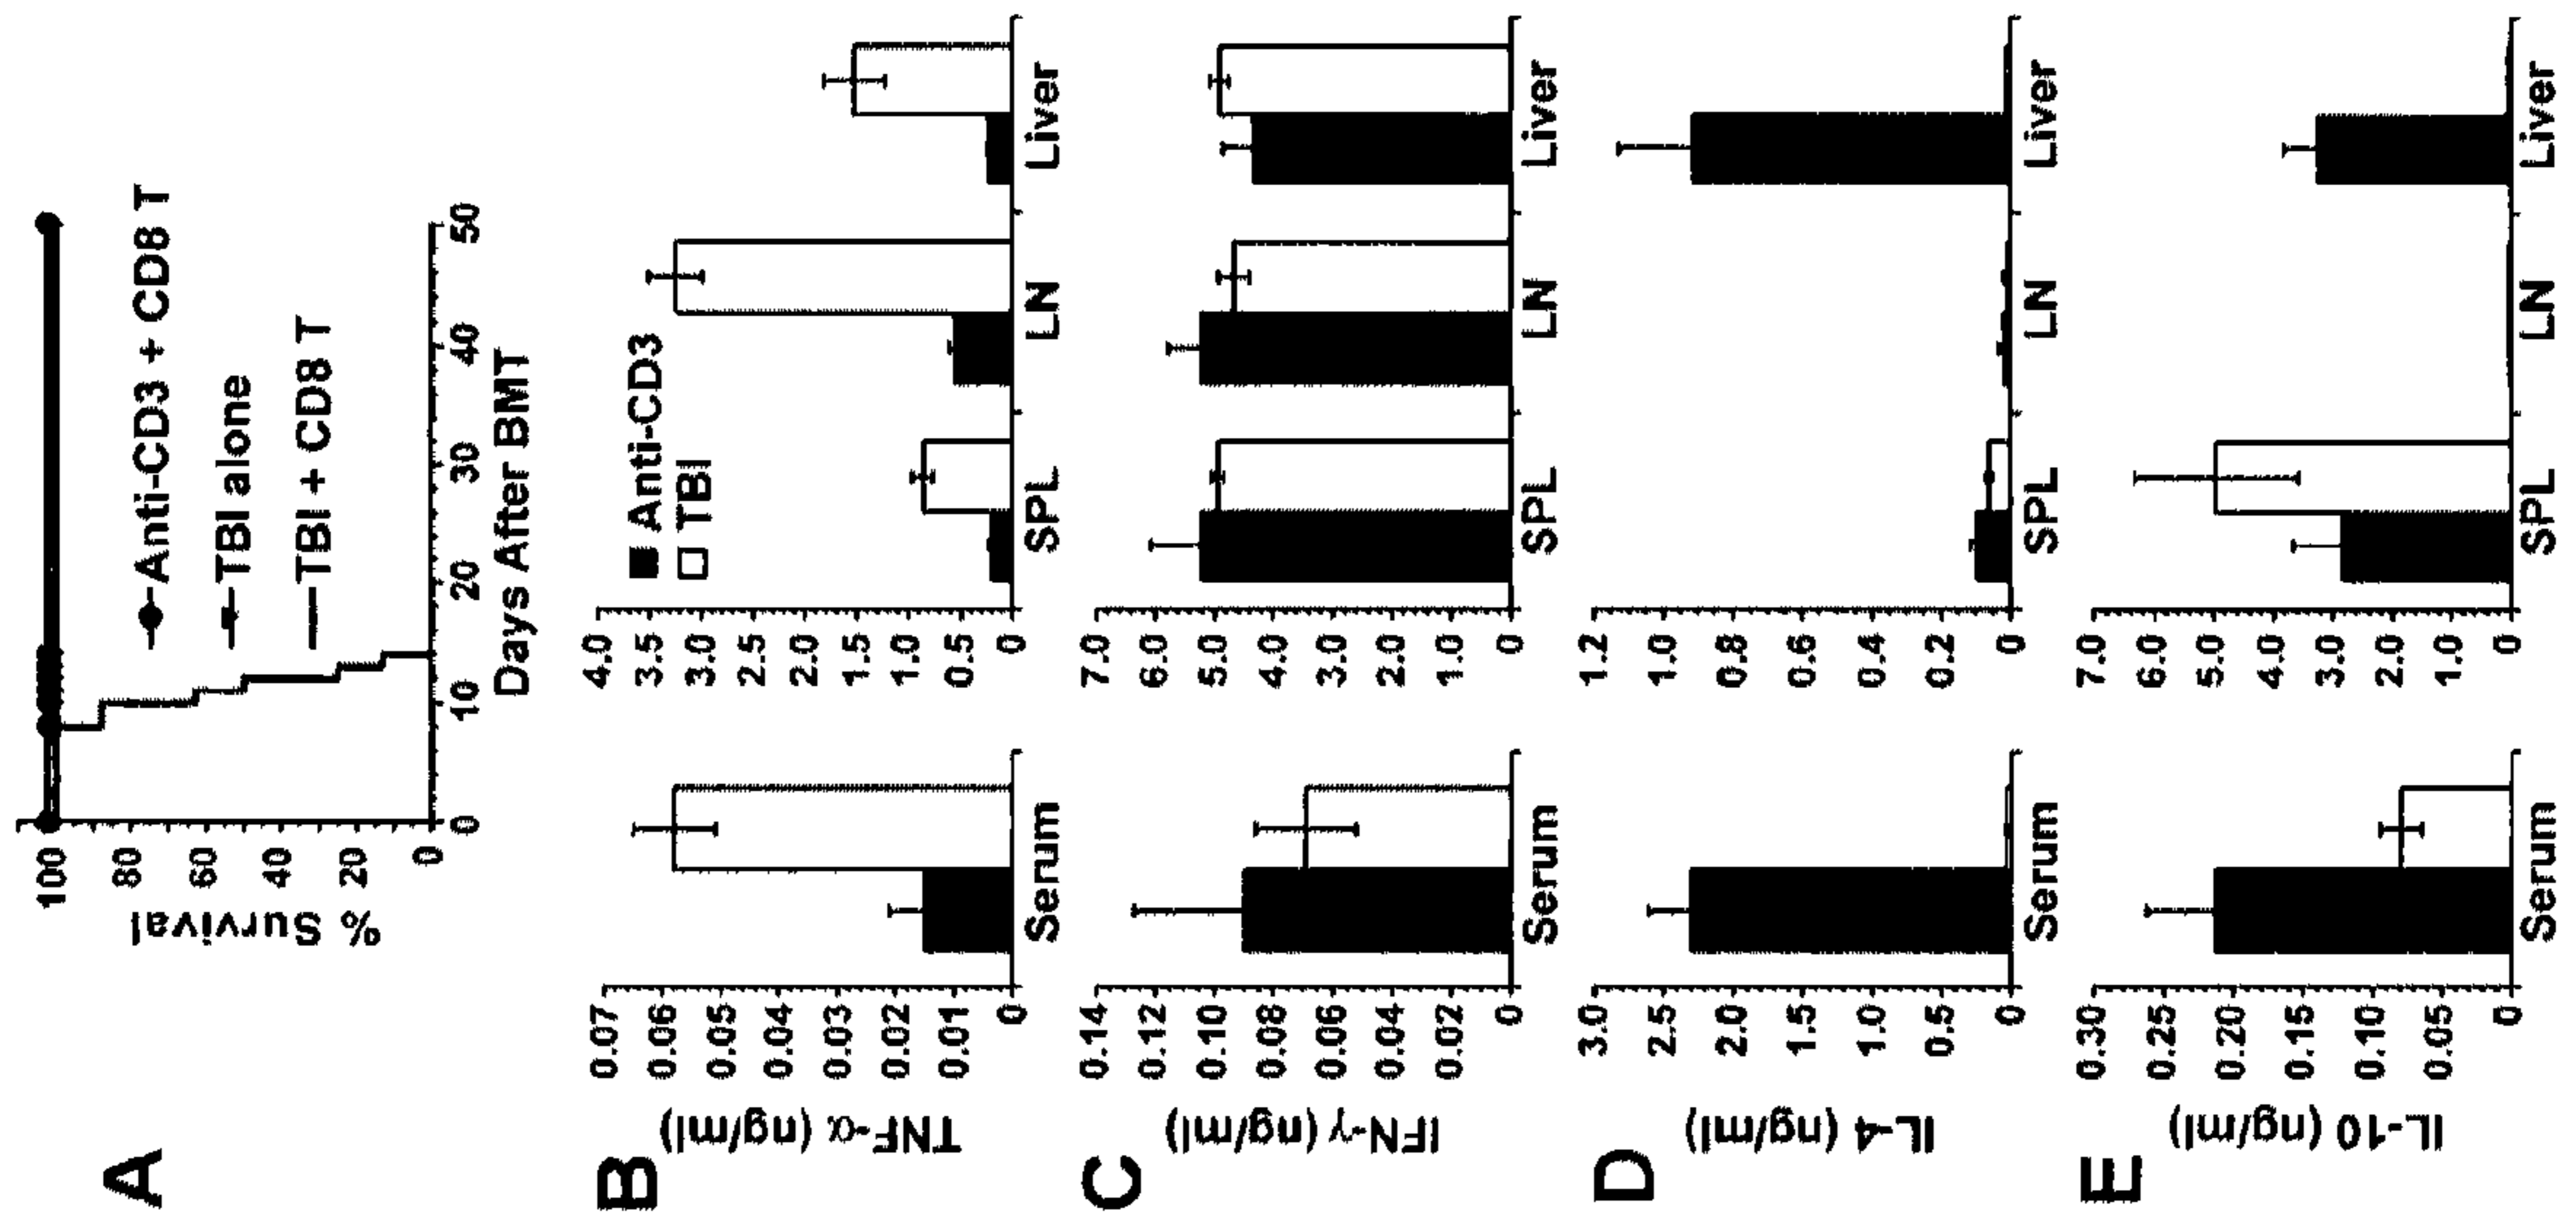 A
% Survival
100
80
60
40
20
0
0 10 20 30 40 50
Days After BMT
Anti-CD3 + CD8 T
TBI alone
TBI + CD8 T
B
TNF-α (ng/ml)
0.07
0.06
0.05
0.04
0.03
0.02
0.01
0
Serum
4.0
3.5
3.0
2.5
2.0
1.5
1.0
0.5
0
Anti-CD3
TBI
SPL LN Liver
C
IFN-γ (ng/ml)
0.14
0.12
0.10
0.08
0.06
0.04
0.02
0
Serum
7.0
6.0
5.0
4.0
3.0
2.0
1.0
0
SPL LN Liver
D
IL-4 (ng/ml)
3.0
2.5
2.0
1.5
1.0
0.5
0
Serum
1.2
1.0
0.8
0.6
0.4
0.2
0
SPL LN Liver
E
IL-10 (ng/ml)
0.30
0.25
0.20
0.15
0.10
0.05
0
Serum
7.0
6.0
5.0
4.0
3.0
2.0
1.0
0
SPL LN Liver